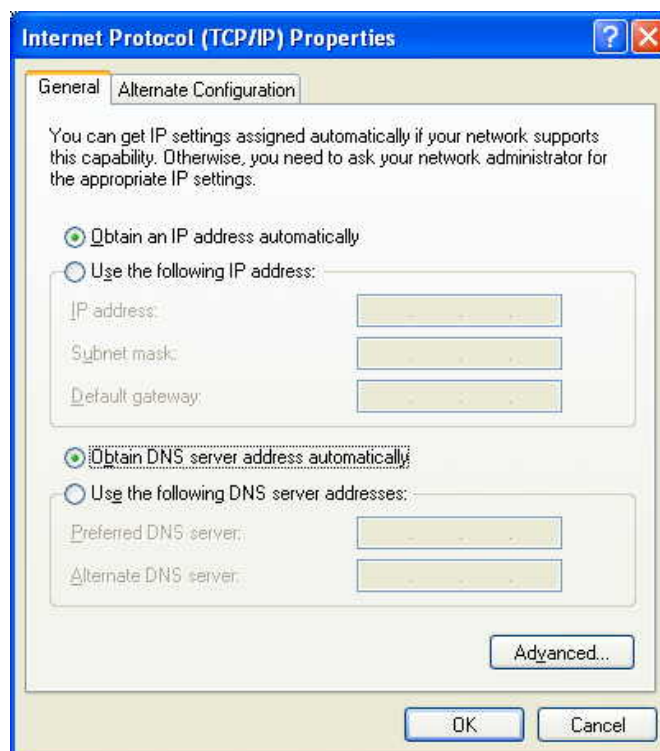 Internet Protocol (TCP/IP) Properties
General
Alternate Configuration
You can get IP settings assigned automatically if your network supports
this capability. Otherwise, you need to ask your network administrator for
the appropriate IP settings.
Obtain an IP address automatically
Use the following IP address:
IP address:
Subnet mask:
Default gateway:
Obtain DNS server address automatically
Use the following DNS server addresses:
Preferred DNS server:
Alternate DNS server:
Advanced...
OK
Cancel